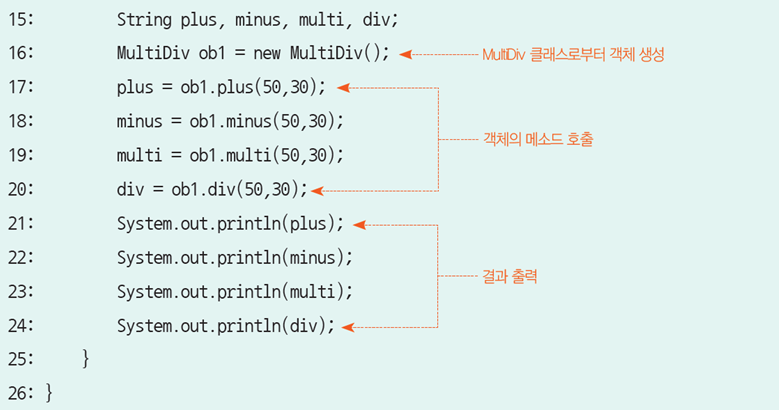 15: String plus, minus, multi, div;
16: MultiDiv ob1 = new MultiDiv(); MultiDiv 클래스로부터 객체 생성
17: plus = ob1.plus(50,30);
18: minus = ob1.minus(50,30);
객체의 메소드 호출
19: multi = ob1.multi(50,30);
20: div = ob1.div(50,30);
21: System.out.println(plus);
22: System.out.println(minus);
결과 출력
23: System.out.println(multi);
24: System.out.println(div);
25: }
26: }